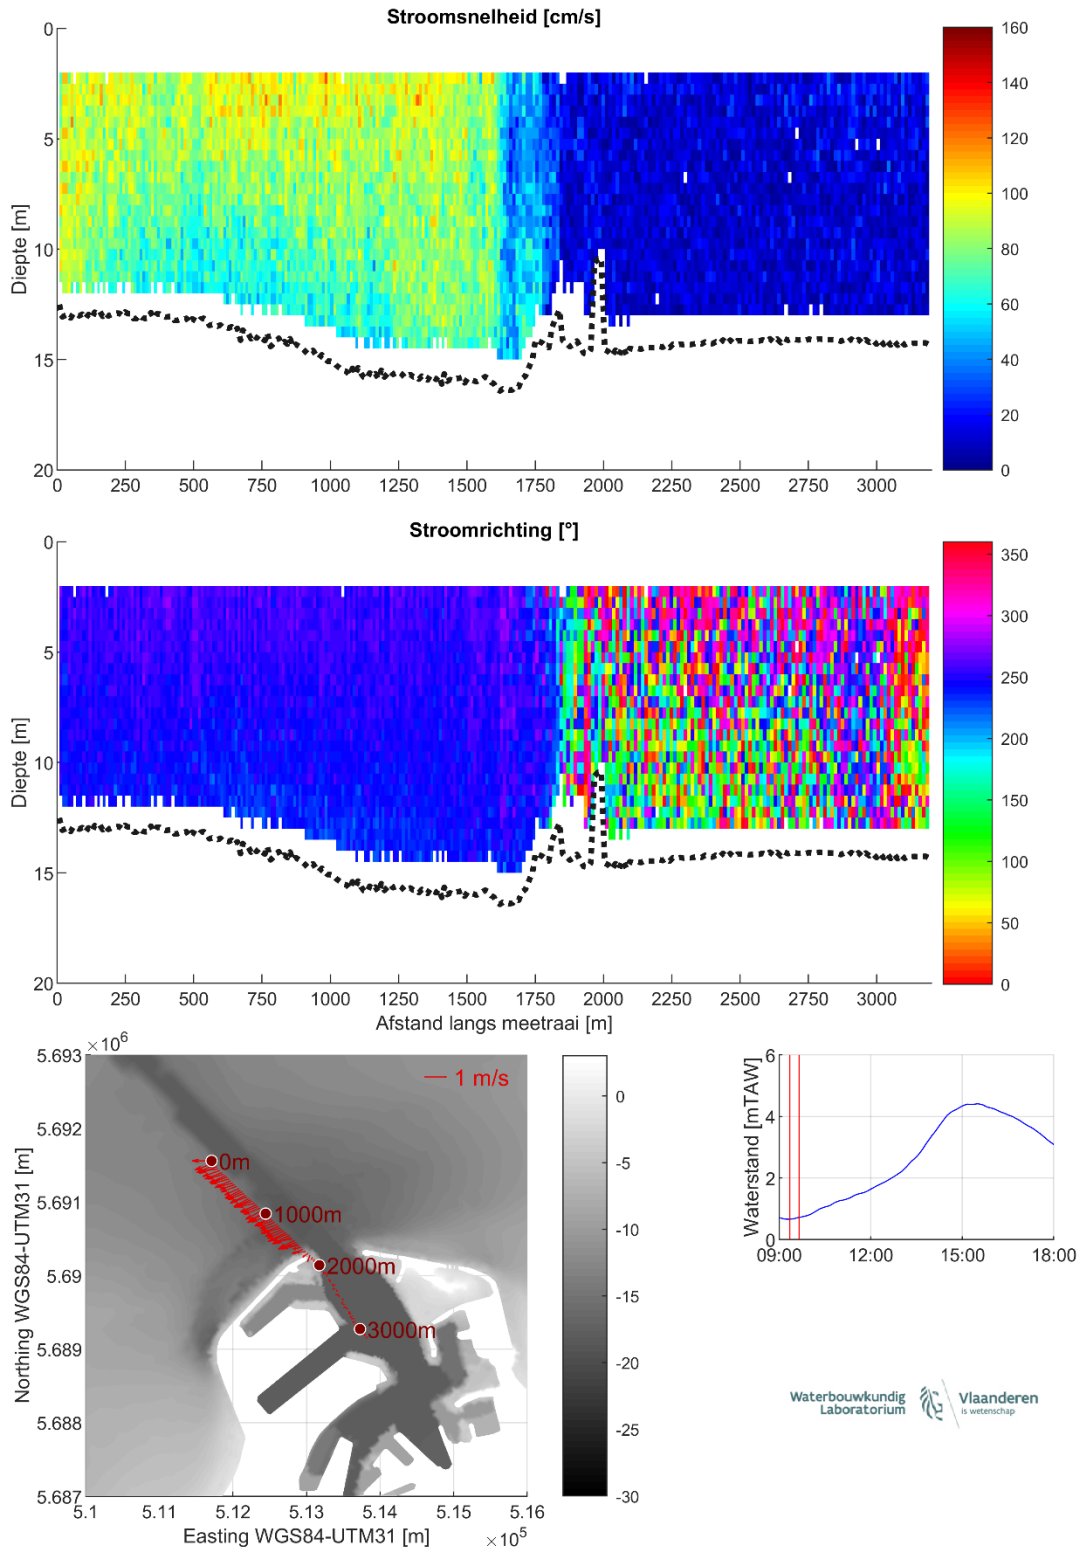 Stroomsnelheid [cm/s]
0
5
10
15
20
Diepte [m]
0 250 500 750 1000 1250 1500 1750 2000 2250 2500 2750 3000
160
140
120
100
80
60
40
20
0
Stroomrichting [°]
0
5
10
15
20
Diepte [m]
0 250 500 750 1000 1250 1500 1750 2000 2250 2500 2750 3000
Afstand langs meetraai [m]
350
300
250
200
150
100
50
0
×10⁶
5.693
5.692
5.691
5.69
5.689
5.688
5.687
Northing WGS84-UTM31 [m]
1 m/s
0m
1000m
2000m
3000m
5.1 5.12 5.13 5.14 5.15 5.16
Easting WGS84-UTM31 [m]
×10⁵
0
-5
-10
-15
-20
-25
-30
Waterstand [mTAW]
6
4
2
0
09:00 12:00 15:00 18:00
Waterbouwkundig
Laboratorium
Vlaanderen
is wetenschap